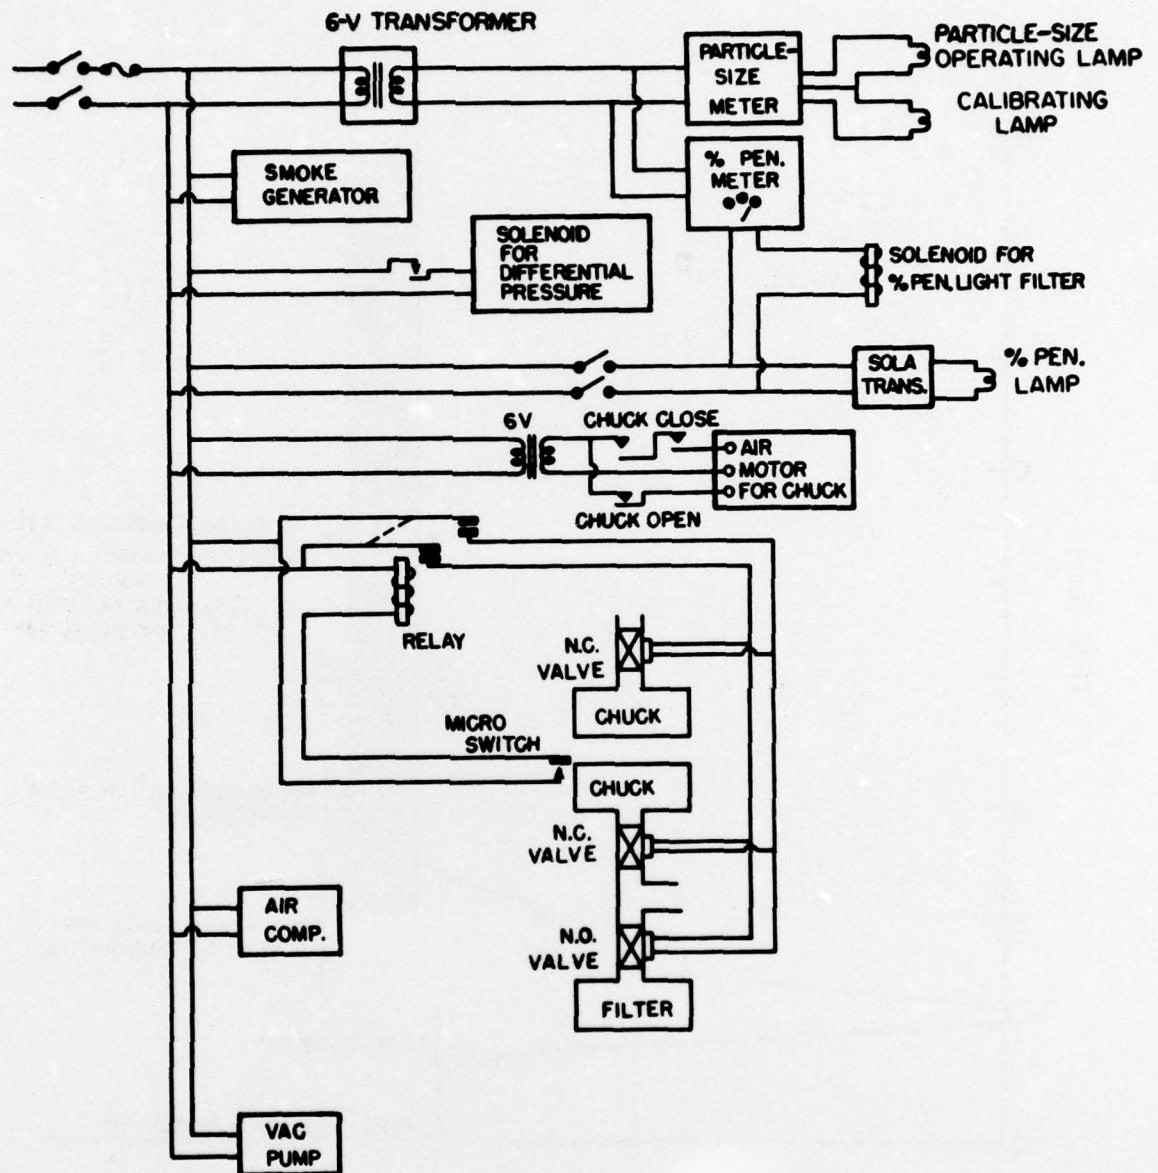 6-V TRANSFORMER
PARTICLE-
SIZE
METER
PARTICLE-SIZE
OPERATING LAMP
CALIBRATING
LAMP
SMOKE
GENERATOR
% PEN.
METER
SOLENOID
FOR
DIFFERENTIAL
PRESSURE
SOLENOID FOR
% PEN. LIGHT FILTER
SOLA
TRANS.
% PEN.
LAMP
6V
CHUCK CLOSE
AIR
MOTOR
FOR CHUCK
CHUCK OPEN
RELAY
N.C.
VALVE
CHUCK
MICRO
SWITCH
CHUCK
N.C.
VALVE
AIR
COMP.
N.O.
VALVE
FILTER
VAC
PUMP